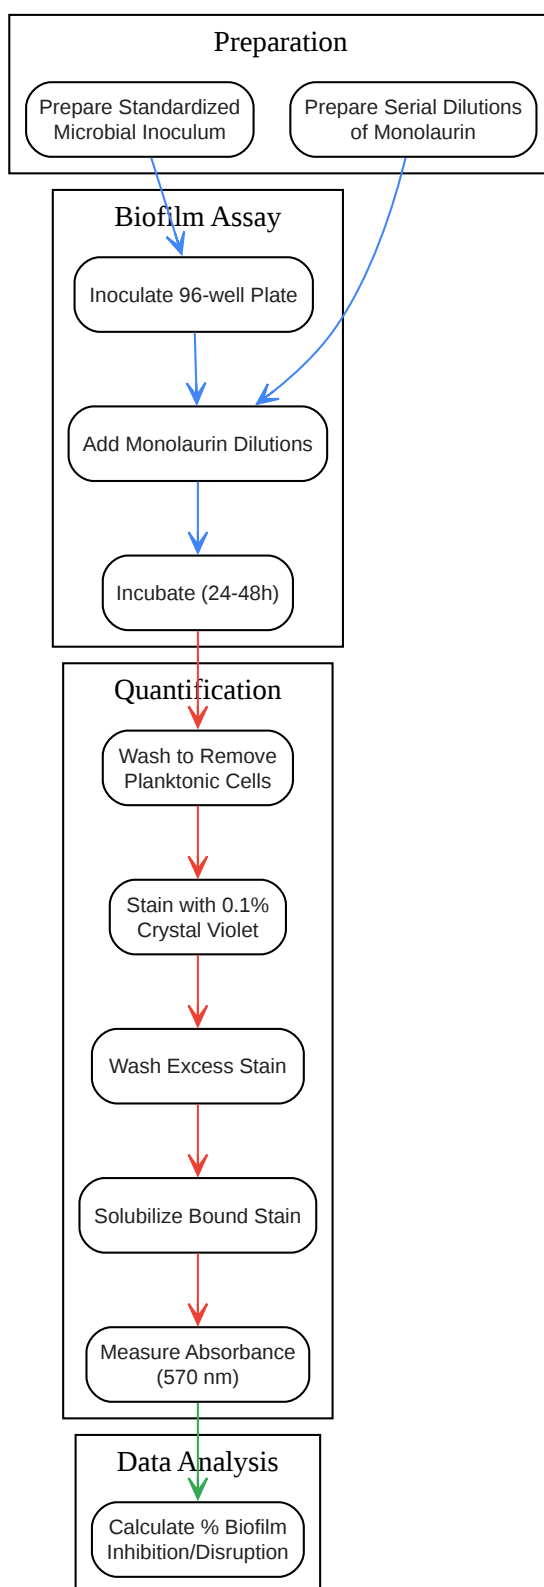 Preparation
Prepare Standardized
Microbial Inoculum
Prepare Serial Dilutions
of Monolaurin
Biofilm Assay
Inoculate 96-well Plate
Add Monolaurin Dilutions
Incubate (24-48h)
Quantification
Wash to Remove
Planktonic Cells
Stain with 0.1%
Crystal Violet
Wash Excess Stain
Solubilize Bound Stain
Measure Absorbance
(570 nm)
Data Analysis
Calculate % Biofilm
Inhibition/Disruption